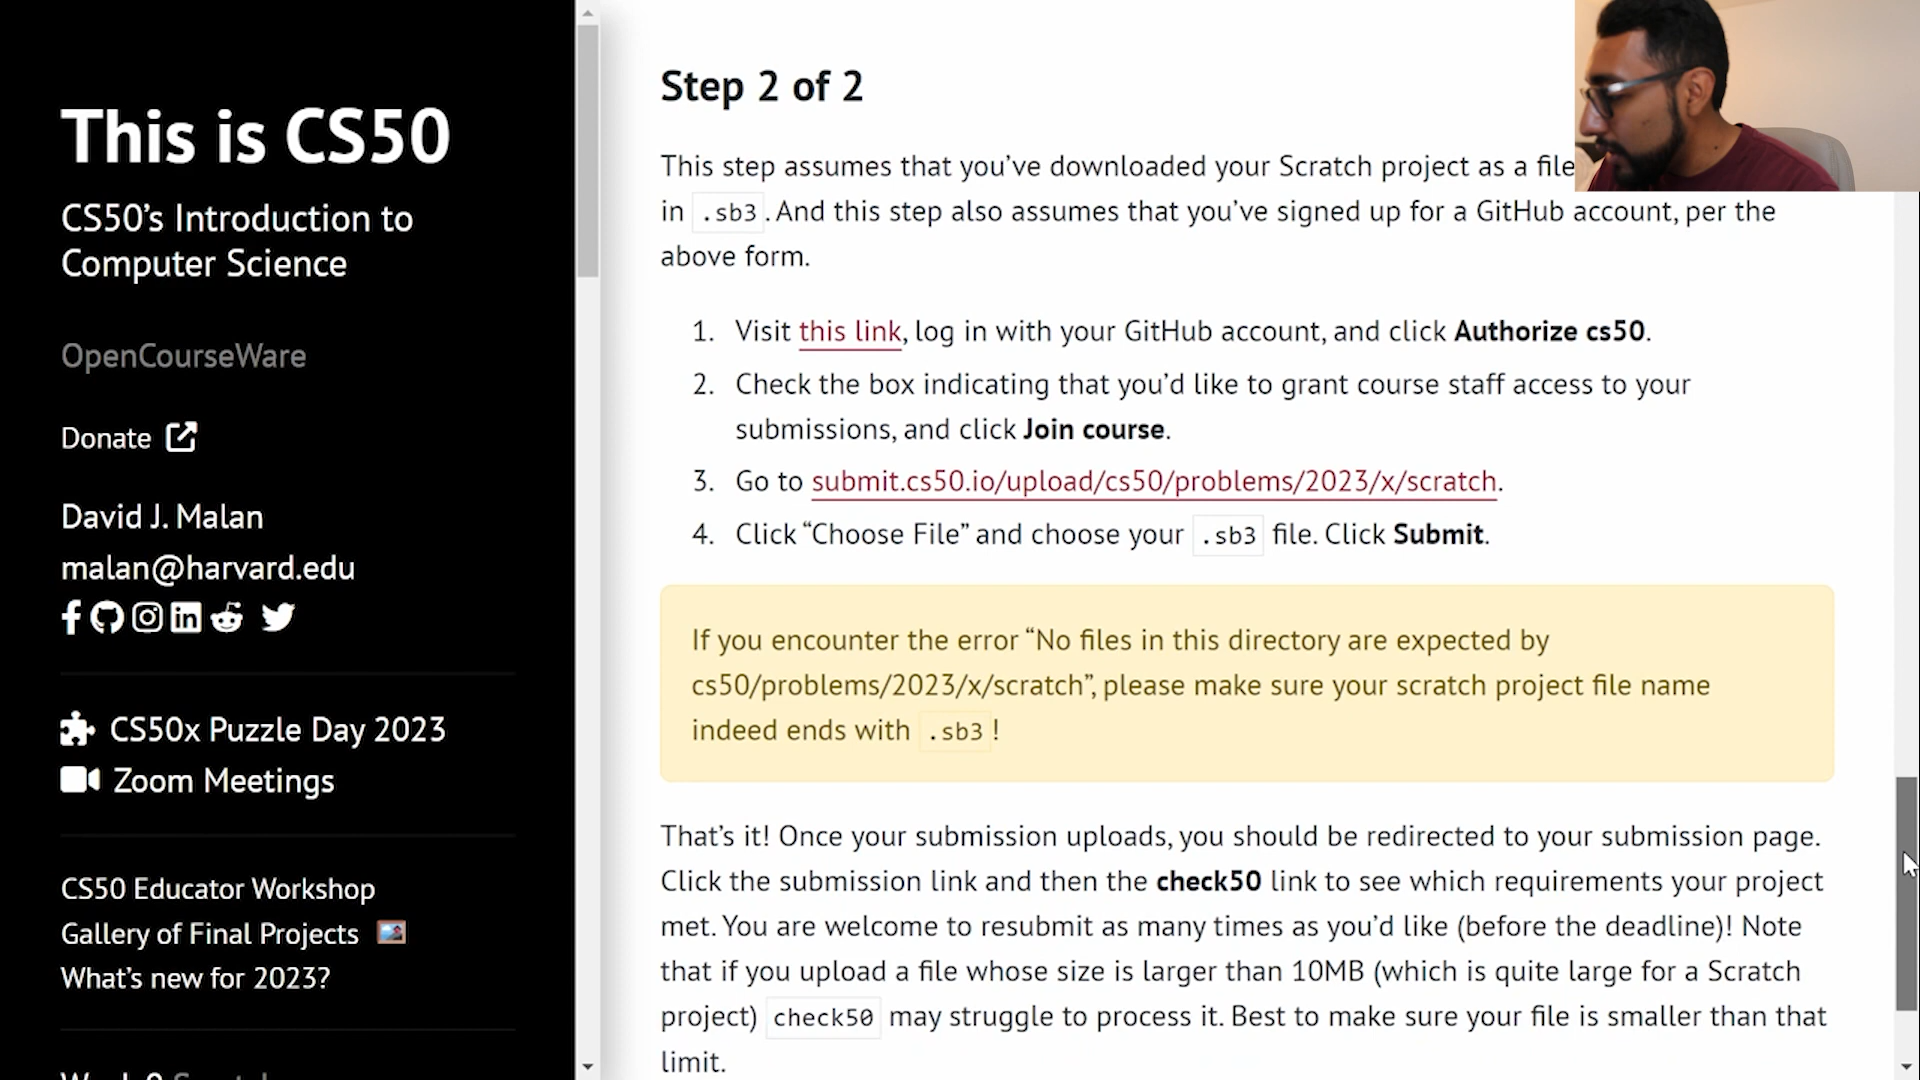 This is CS50
CS50’s Introduction to
Computer Science
OpenCourseWare
Donate
David J. Malan
malan@harvard.edu
CS50x Puzzle Day 2023
Zoom Meetings
CS50 Educator Workshop
Gallery of Final Projects
What’s new for 2023?
Step 2 of 2
This step assumes that you’ve downloaded your Scratch project as a file
in .sb3. And this step also assumes that you’ve signed up for a GitHub account, per the
above form.
1. Visit this link, log in with your GitHub account, and click Authorize cs50.
2. Check the box indicating that you’d like to grant course staff access to your
submissions, and click Join course.
3. Go to submit.cs50.io/upload/cs50/problems/2023/x/scratch.
4. Click “Choose File” and choose your .sb3 file. Click Submit.
If you encounter the error “No files in this directory are expected by
cs50/problems/2023/x/scratch”, please make sure your scratch project file name
indeed ends with .sb3!
That’s it! Once your submission uploads, you should be redirected to your submission page.
Click the submission link and then the check50 link to see which requirements your project
met. You are welcome to resubmit as many times as you’d like (before the deadline)! Note
that if you upload a file whose size is larger than 10MB (which is quite large for a Scratch
project) check50 may struggle to process it. Best to make sure your file is smaller than that
limit.